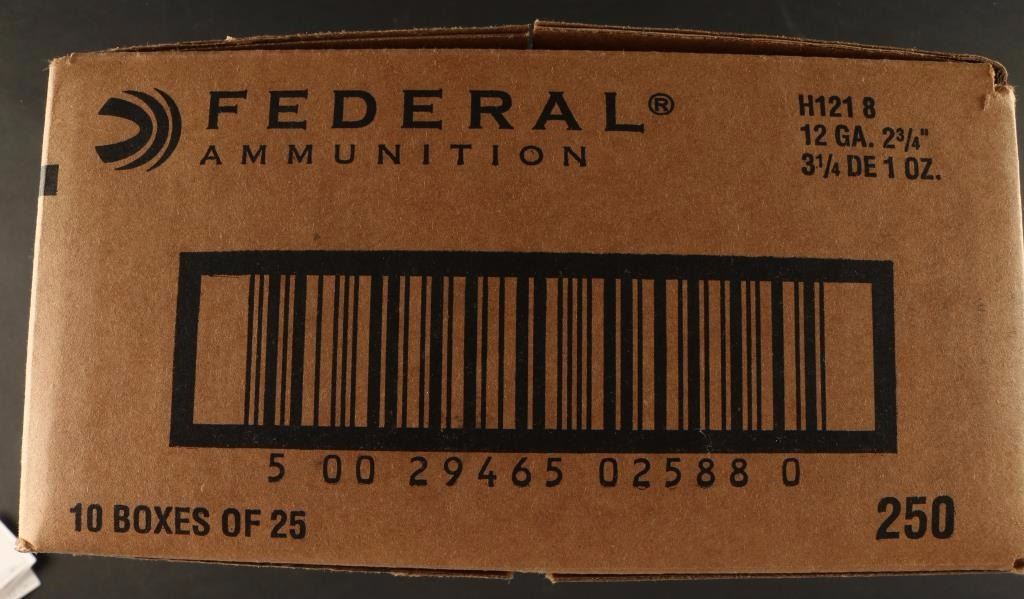 FEDERAL®
AMMUNITION
H121 8
12 GA. 2¾"
3¼ DE 1 OZ.
5 00 29465 02588 0
10 BOXES OF 25
250